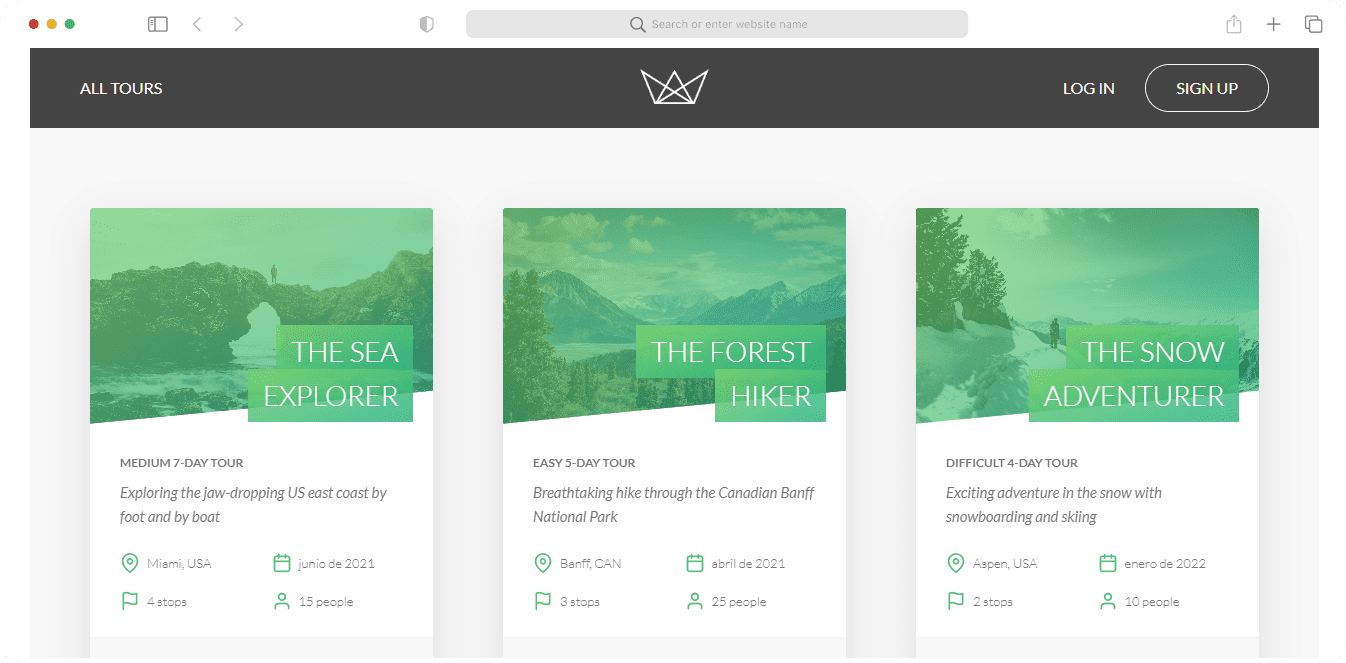 Search or enter website name
ALL TOURS
LOG IN
SIGN UP
THE SEA
EXPLORER
MEDIUM 7-DAY TOUR
Exploring the jaw-dropping US east coast by
foot and by boat
Miami, USA
junio de 2021
4 stops
15 people
THE FOREST
HIKER
EASY 5-DAY TOUR
Breathtaking hike through the Canadian Banff
National Park
Banff, CAN
abril de 2021
3 stops
25 people
THE SNOW
ADVENTURER
DIFFICULT 4-DAY TOUR
Exciting adventure in the snow with
snowboarding and skiing
Aspen, USA
enero de 2022
2 stops
10 people